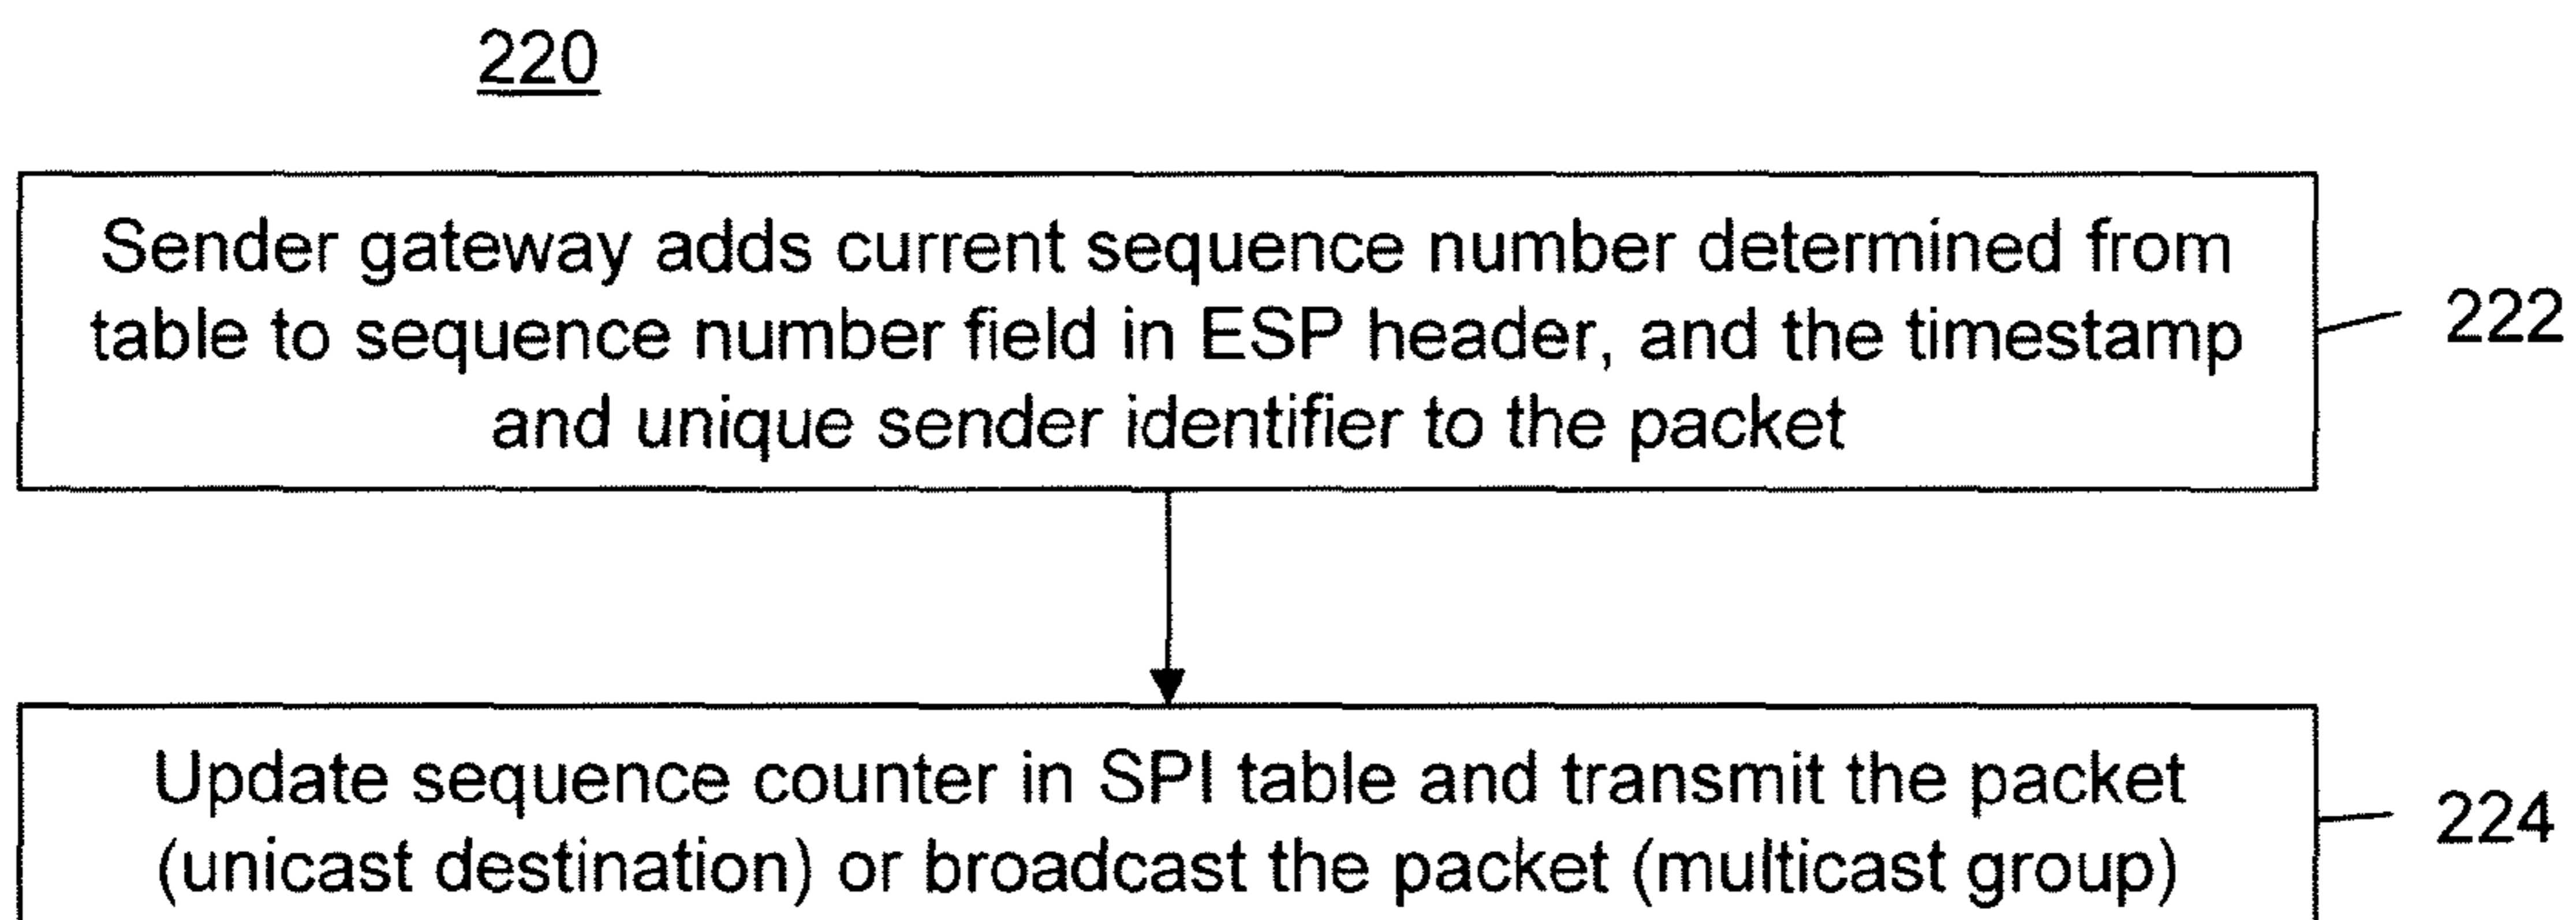 220
Sender gateway adds current sequence number determined from
table to sequence number field in ESP header, and the timestamp
and unique sender identifier to the packet
222
Update sequence counter in SPI table and transmit the packet
(unicast destination) or broadcast the packet (multicast group)
224